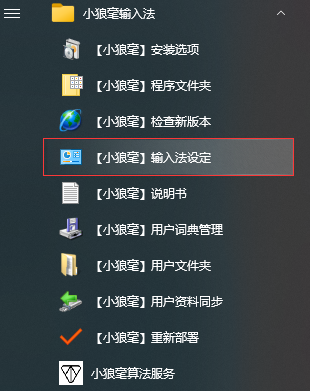 小狼毫输入法
【小狼毫】安装选项
【小狼毫】程序文件夹
【小狼毫】检查新版本
【小狼毫】输入法设定
【小狼毫】说明书
【小狼毫】用户词典管理
【小狼毫】用户文件夹
【小狼毫】用户资料同步
【小狼毫】重新部署
小狼毫算法服务